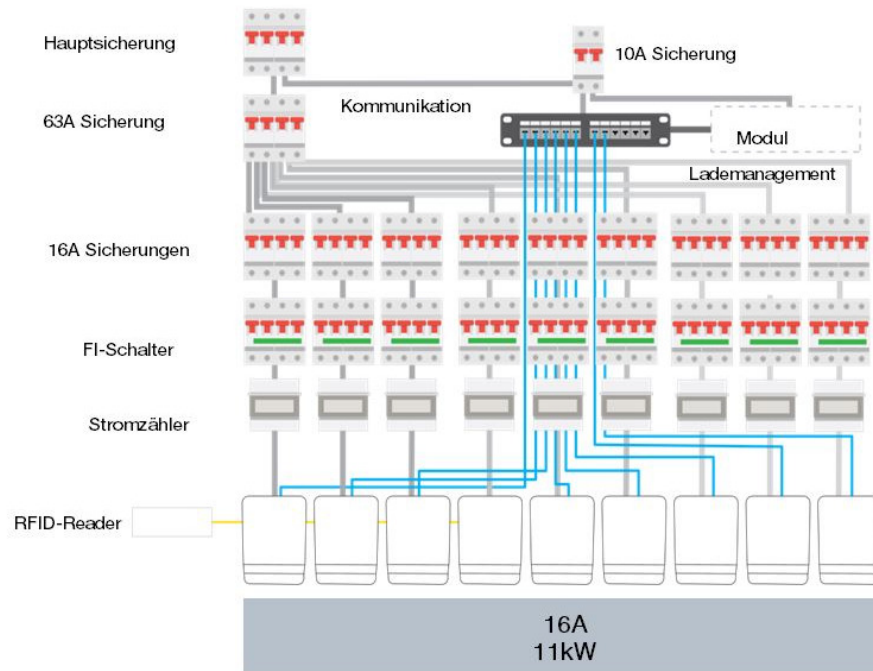 Hauptsicherung
10A Sicherung
Kommunikation
63A Sicherung
Modul
Lademanagement
16A Sicherungen
FI-Schalter
Stromzähler
RFID-Reader
16A
11kW